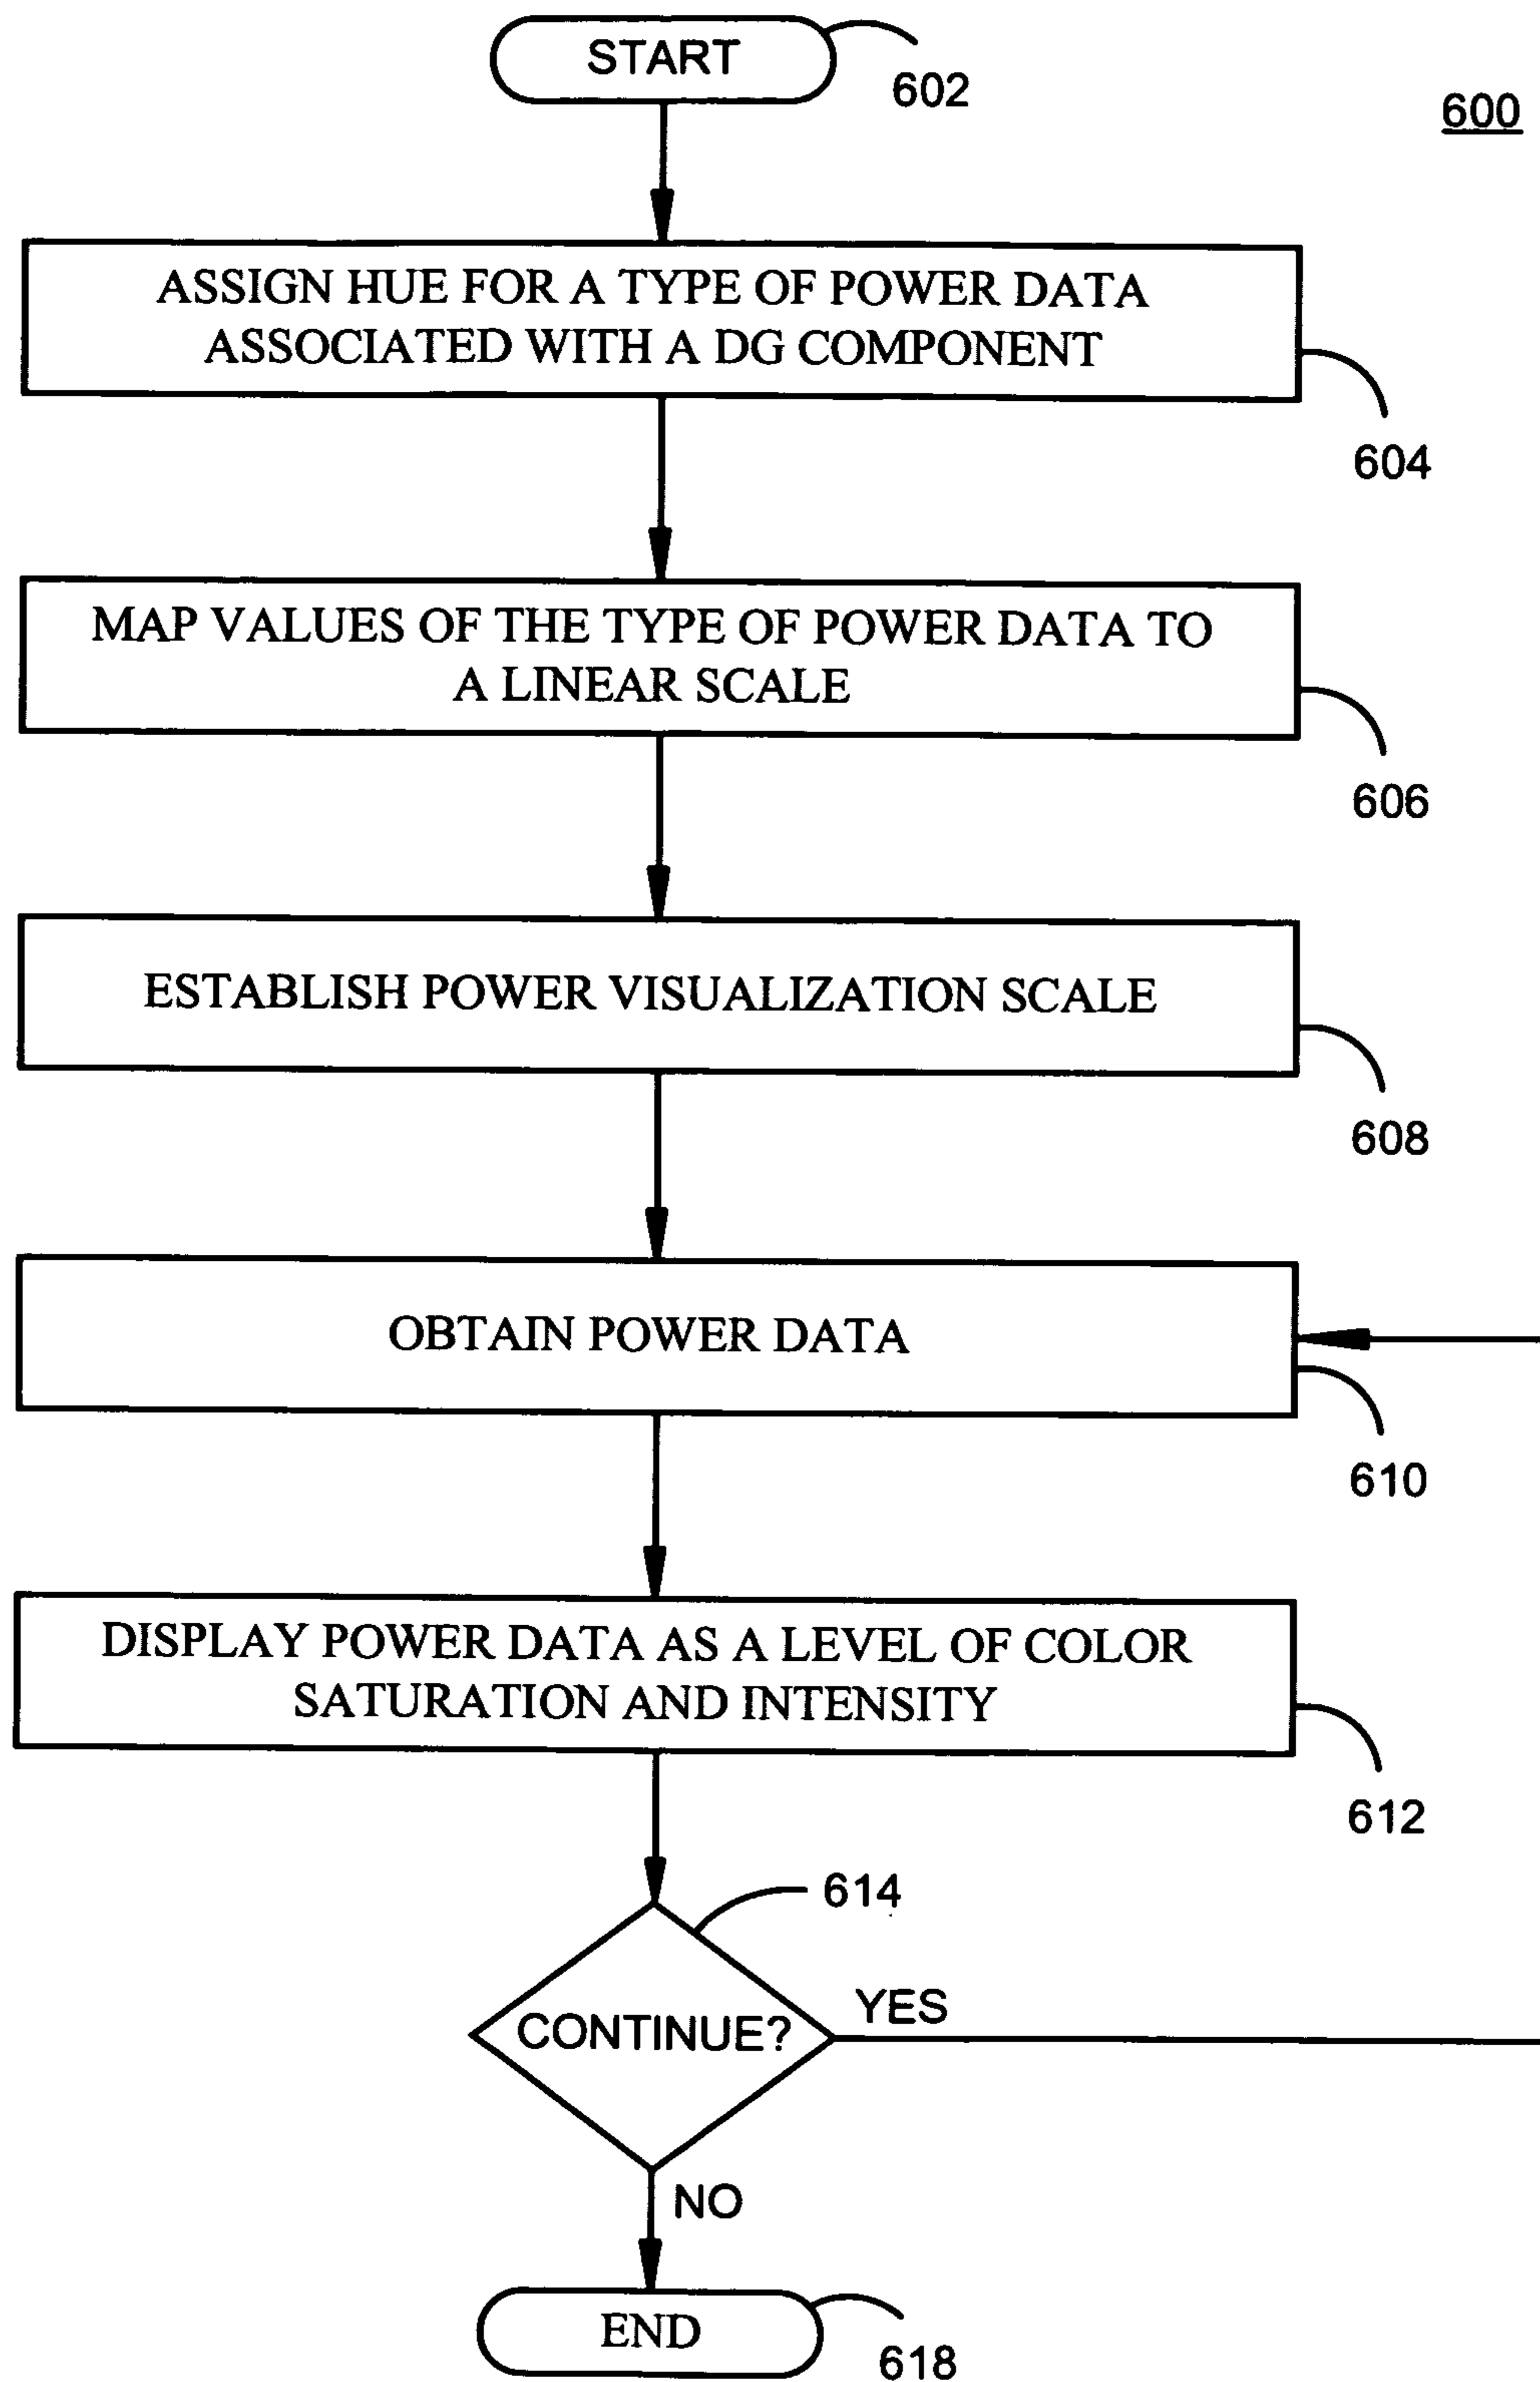 START
602
600
ASSIGN HUE FOR A TYPE OF POWER DATA
ASSOCIATED WITH A DG COMPONENT
604
MAP VALUES OF THE TYPE OF POWER DATA TO
A LINEAR SCALE
606
ESTABLISH POWER VISUALIZATION SCALE
608
OBTAIN POWER DATA
610
DISPLAY POWER DATA AS A LEVEL OF COLOR
SATURATION AND INTENSITY
612
614
CONTINUE?
YES
NO
END
618